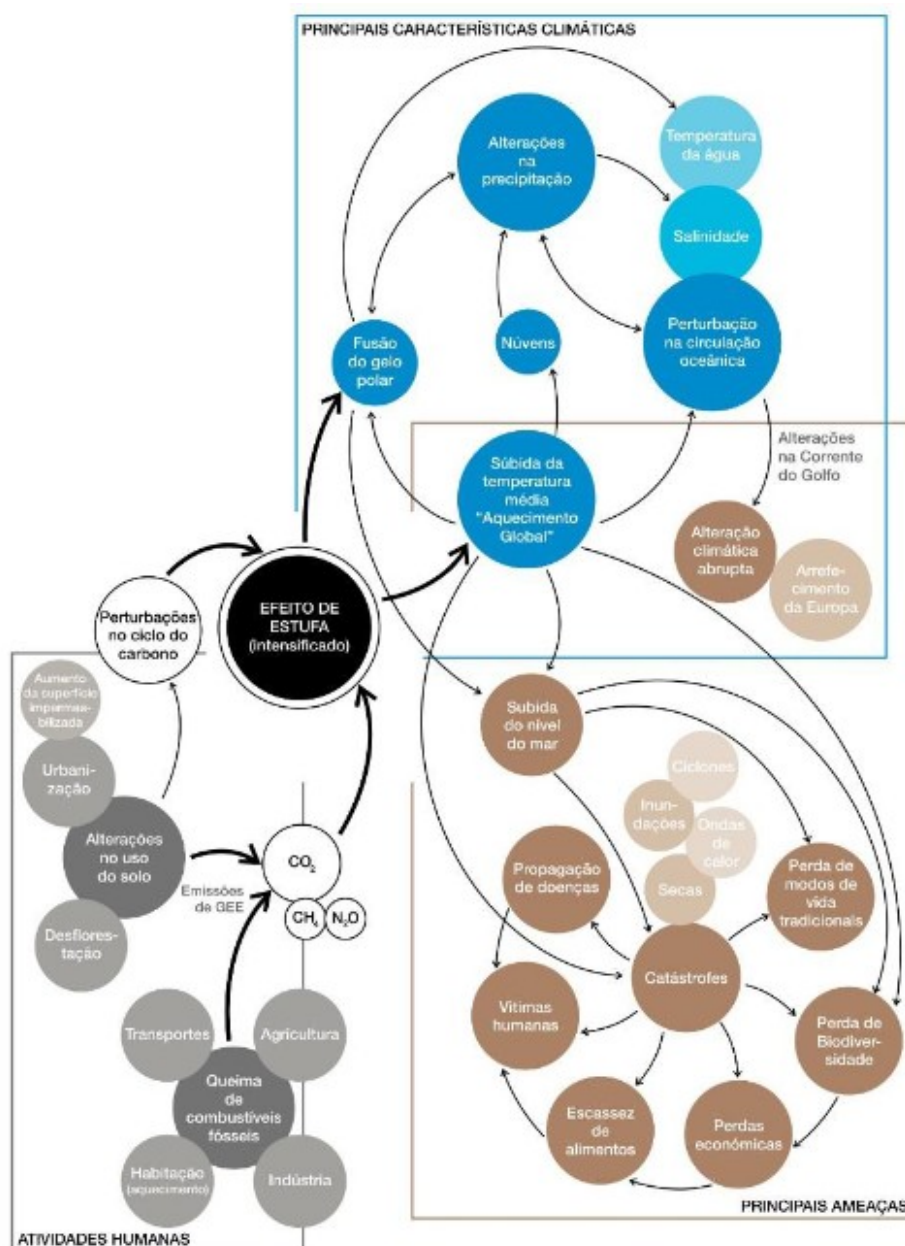 PRINCIPAIS CARACTERÍSTICAS CLIMÁTICAS
Temperatura
da água
Alterações
na
precipitação
Salinidade
Fusão
do gelo
polar
Núvens
Perturbação
na circulação
oceânica
Súbida da
temperatura
média
"Aquecimento
Global"
Alterações
na Corrente
do Golfo
Alteração
climática
abrupta
Arrefe-
cimento
da Europa
Perturbações
no ciclo do
carbono
EFEITO DE
ESTUFA
(intensificado)
Aumento
da superfície
impermea-
bilizada
Urbani-
zação
Alterações
no uso
do solo
Desflores-
tação
Emissões
de GEE
CO₂
CH₄
N₂O
Transportes
Agricultura
Queima
de
combustíveis
fósseis
Habitação
(aquecimento)
Indústria
ATIVIDADES HUMANAS
Subida
do nível
do mar
Ciclones
Inun-
dações
Ondas
de
calor
Secas
Propagação
de doenças
Perda de
modos de
vida
tradicionais
Catástrofes
Vítimas
humanas
Perda de
Biodiver-
sidade
Escassez
de
alimentos
Perdas
económicas
PRINCIPAIS AMEAÇAS